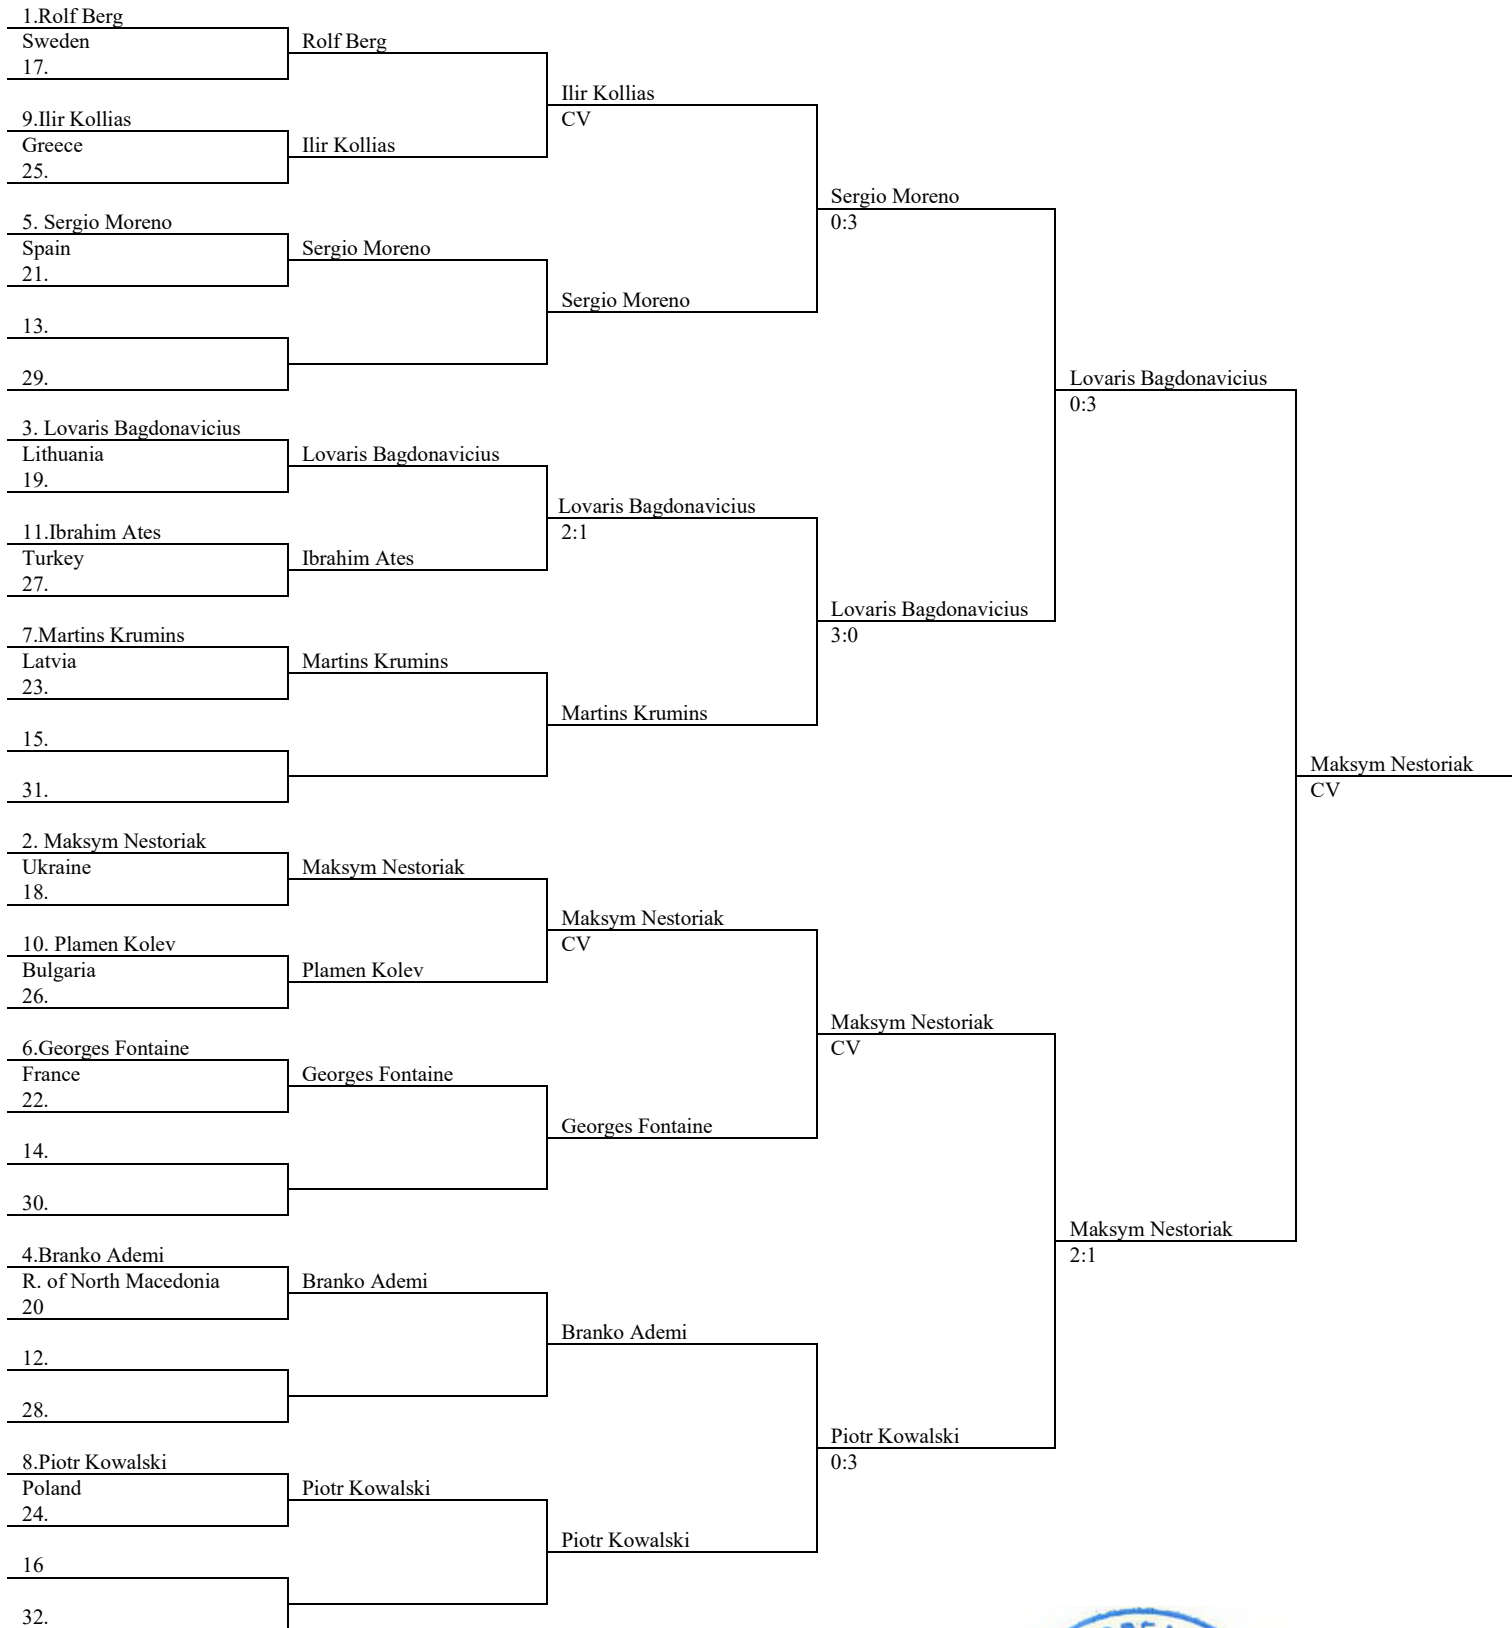 1.Rolf Berg
Sweden
17.
9.Ilir Kollias
Greece
25.
5. Sergio Moreno
Spain
21.
13.
29.
3. Lovaris Bagdonavicius
Lithuania
19.
11.Ibrahim Ates
Turkey
27.
7.Martins Krumins
Latvia
23.
15.
31.
2. Maksym Nestoriak
Ukraine
18.
10. Plamen Kolev
Bulgaria
26.
6.Georges Fontaine
France
22.
14.
30.
4.Branko Ademi
R. of North Macedonia
20
12.
28.
8.Piotr Kowalski
Poland
24.
16
32.
Rolf Berg
Ilir Kollias
Sergio Moreno
Lovaris Bagdonavicius
Ibrahim Ates
Martins Krumins
Maksym Nestoriak
Plamen Kolev
Georges Fontaine
Branko Ademi
Piotr Kowalski
Ilir Kollias
CV
Sergio Moreno
Lovaris Bagdonavicius
2:1
Martins Krumins
Maksym Nestoriak
CV
Georges Fontaine
Branko Ademi
Piotr Kowalski
Sergio Moreno
0:3
Lovaris Bagdonavicius
3:0
Maksym Nestoriak
CV
Piotr Kowalski
0:3
Lovaris Bagdonavicius
0:3
Maksym Nestoriak
2:1
Maksym Nestoriak
CV